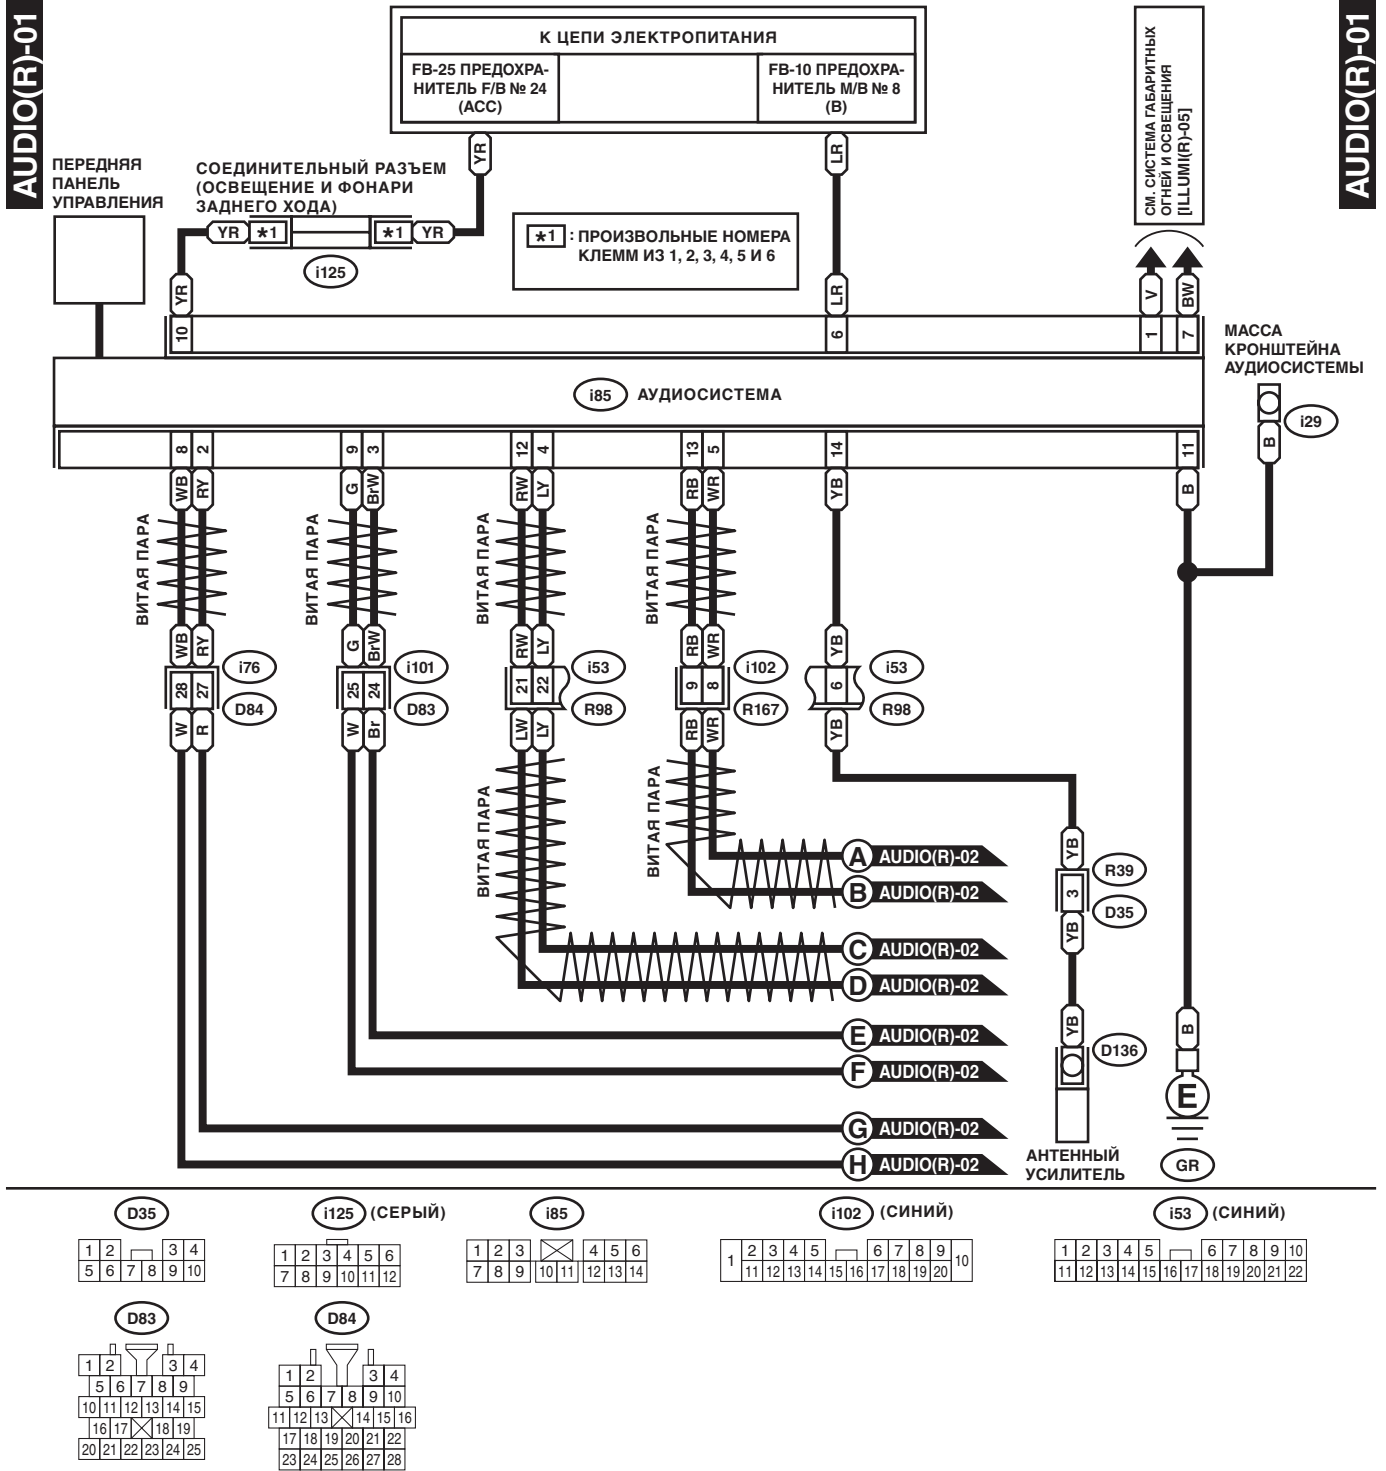 AUDIO(R)-01
AUDIO(R)-01
К ЦЕПИ ЭЛЕКТРОПИТАНИЯ
FB-25 ПРЕДОХРА-
НИТЕЛЬ F/B № 24
(ACC)
FB-10 ПРЕДОХРА-
НИТЕЛЬ M/B № 8
(B)
СМ. СИСТЕМА ГАБАРИТНЫХ
ОГНЕЙ И ОСВЕЩЕНИЯ
[ILLUMI(R)-05]
YR
LR
ПЕРЕДНЯЯ
ПАНЕЛЬ
УПРАВЛЕНИЯ
СОЕДИНИТЕЛЬНЫЙ РАЗЪЕМ
(ОСВЕЩЕНИЕ И ФОНАРИ
ЗАДНЕГО ХОДА)
YR *1 *1 YR
i125
*1 : ПРОИЗВОЛЬНЫЕ НОМЕРА
КЛЕММ ИЗ 1, 2, 3, 4, 5 И 6
YR LR V BW
10 6 1 7
МАССА
КРОНШТЕЙНА
АУДИОСИСТЕМЫ
i85 АУДИОСИСТЕМА
i29
B
8 2 9 3 12 4 13 5 14 11
WB RY G BrW RW LY RB WR YB B
ВИТАЯ ПАРА
ВИТАЯ ПАРА
ВИТАЯ ПАРА
ВИТАЯ ПАРА
WB RY G BrW RW LY RB WR YB
i76 i101 i53 i102 i53
28 27 25 24 21 22 9 8 6
D84 D83 R98 R167 R98
W R W Br LW LY RB WR YB
ВИТАЯ ПАРА
ВИТАЯ ПАРА
A AUDIO(R)-02
B AUDIO(R)-02
C AUDIO(R)-02
D AUDIO(R)-02
E AUDIO(R)-02
F AUDIO(R)-02
G AUDIO(R)-02
H AUDIO(R)-02
YB
R39
3
D35
YB
YB
D136
АНТЕННЫЙ
УСИЛИТЕЛЬ
B
E
GR
D35
1 2 3 4
5 6 7 8 9 10
i125 (СЕРЫЙ)
1 2 3 4 5 6
7 8 9 10 11 12
i85
1 2 3 4 5 6
7 8 9 10 11 12 13 14
i102 (СИНИЙ)
1 2 3 4 5 6 7 8 9 10
11 12 13 14 15 16 17 18 19 20
i53 (СИНИЙ)
1 2 3 4 5 6 7 8 9 10
11 12 13 14 15 16 17 18 19 20 21 22
D83
1 2 3 4
5 6 7 8 9
10 11 12 13 14 15
16 17 18 19
20 21 22 23 24 25
D84
1 2 3 4
5 6 7 8 9 10
11 12 13 14 15 16
17 18 19 20 21 22
23 24 25 26 27 28